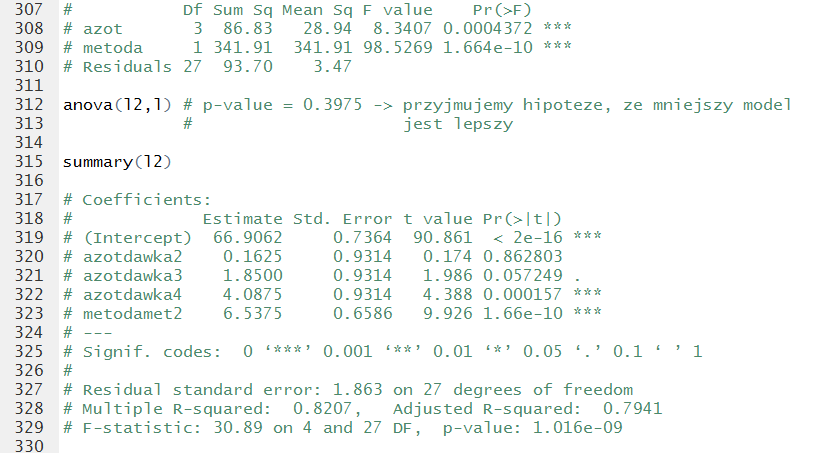 307 #            Df Sum Sq Mean Sq F value    Pr(>F)
308 # azot        3  86.83   28.94  8.3407 0.0004372 ***
309 # metoda      1 341.91  341.91 98.5269 1.664e-10 ***
310 # Residuals 27  93.70    3.47
311
312 anova(l2,l) # p-value = 0.3975 -> przyjmujemy hipoteze, ze mniejszy model
313             #                     jest lepszy
314
315 summary(l2)
316
317 # Coefficients:
318 #             Estimate Std. Error t value Pr(>|t|)
319 # (Intercept)  66.9062     0.7364  90.861  < 2e-16 ***
320 # azotdawka2    0.1625     0.9314   0.174 0.862803
321 # azotdawka3    1.8500     0.9314   1.986 0.057249 .
322 # azotdawka4    4.0875     0.9314   4.388 0.000157 ***
323 # metodamet2    6.5375     0.6586   9.926 1.66e-10 ***
324 # ---
325 # Signif. codes:  0 ‘***’ 0.001 ‘**’ 0.01 ‘*’ 0.05 ‘.’ 0.1 ‘ ’ 1
326 #
327 # Residual standard error: 1.863 on 27 degrees of freedom
328 # Multiple R-squared:  0.8207,   Adjusted R-squared:  0.7941
329 # F-statistic: 30.89 on 4 and 27 DF,  p-value: 1.016e-09
330